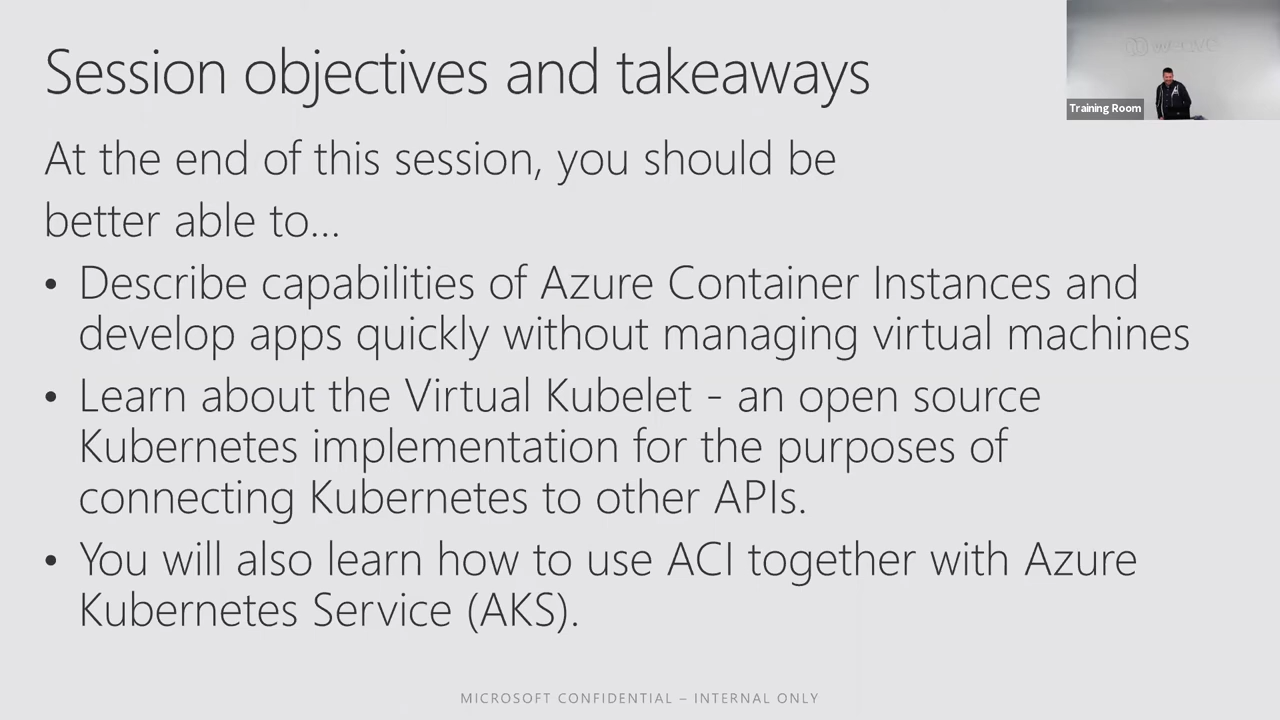 Session objectives and takeaways
Training Room
At the end of this session, you should be
better able to...
• Describe capabilities of Azure Container Instances and
develop apps quickly without managing virtual machines
• Learn about the Virtual Kubelet - an open source
Kubernetes implementation for the purposes of
connecting Kubernetes to other APIs.
• You will also learn how to use ACI together with Azure
Kubernetes Service (AKS).
MICROSOFT CONFIDENTIAL – INTERNAL ONLY